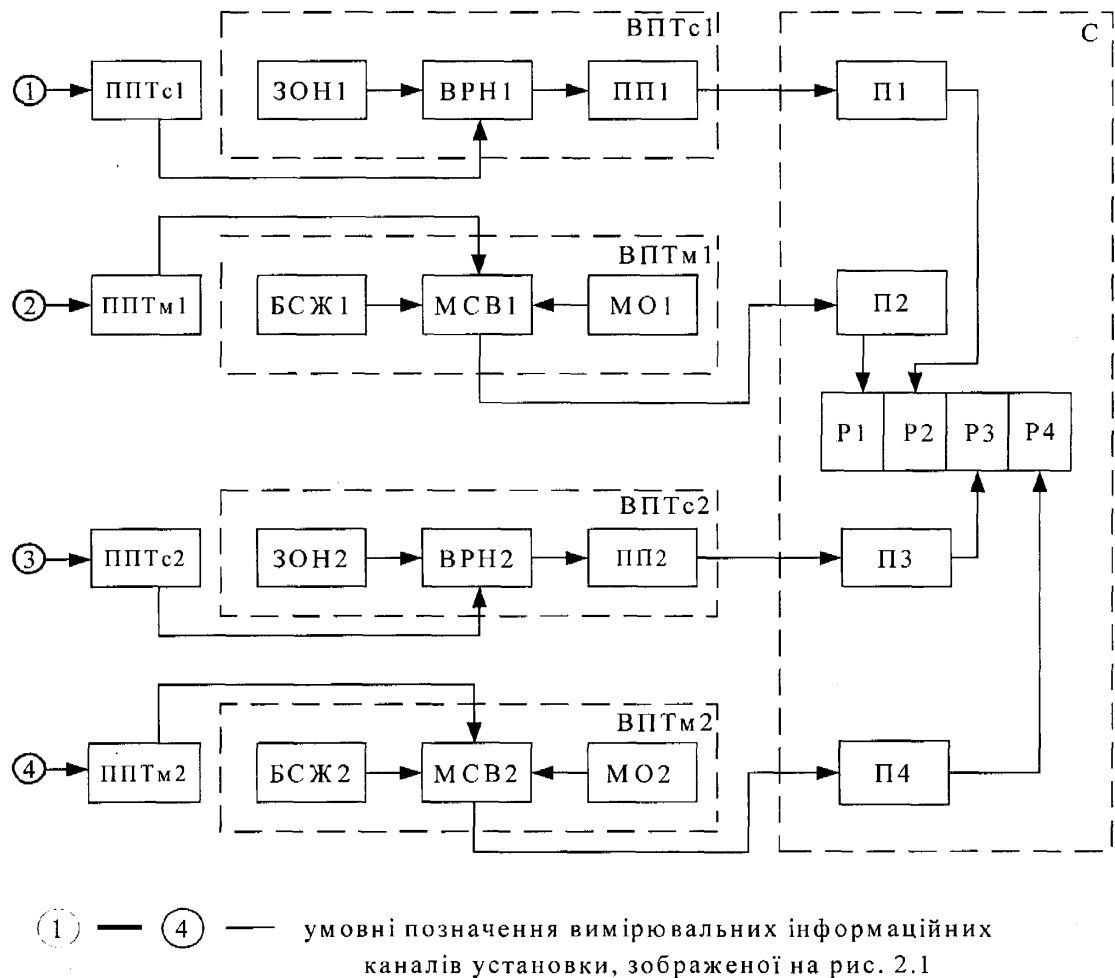 ВПТс1
С
1
ППТс1
ЗОН1
ВРН1
ПП1
П1
ВПТм1
2
ППТм1
БСЖ1
МСВ1
МО1
П2
Р1
Р2
Р3
Р4
ВПТс2
3
ППТс2
ЗОН2
ВРН2
ПП2
П3
ВПТм2
4
ППТм2
БСЖ2
МСВ2
МО2
П4
1 — 4 — умовні позначення вимірювальних інформаційних
каналів установки, зображеної на рис. 2.1